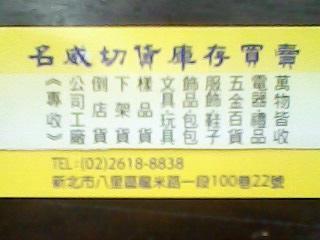 名威切貨庫存買賣
萬物皆收
電器禮品
五金百貨
服飾鞋子
飾品包包
文具玩具
樣品貨
下架貨
倒店貨
公司工廠
《專收》
TEL:(02)2618-8838
新北市八里區龍米路一段100巷22號